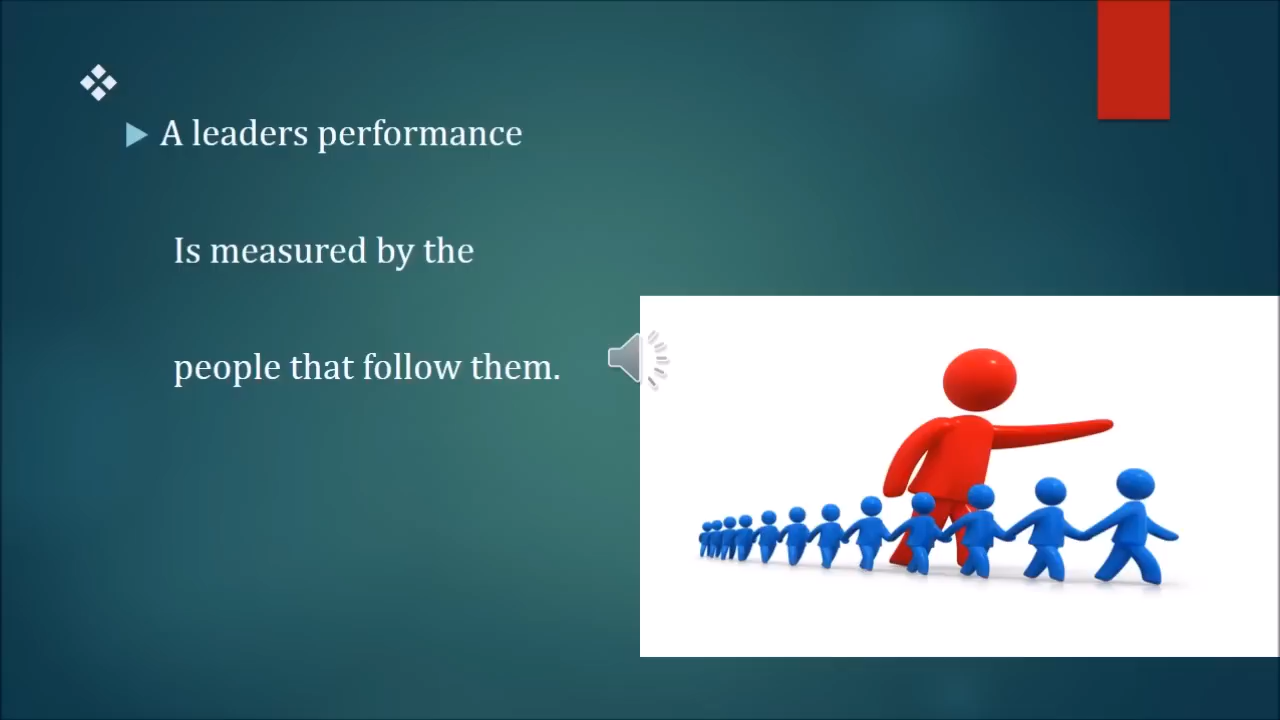 A leaders performance
Is measured by the
people that follow them.